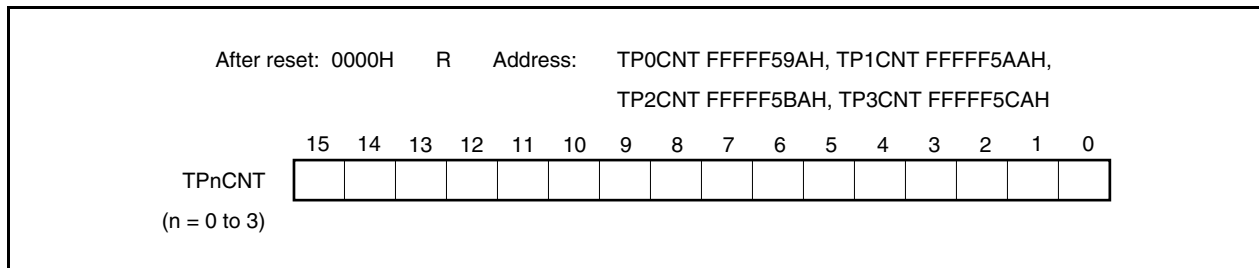 After reset: 0000H R Address: TP0CNT FFFFF59AH, TP1CNT FFFFF5AAH,
TP2CNT FFFFF5BAH, TP3CNT FFFFF5CAH
15 14 13 12 11 10 9 8 7 6 5 4 3 2 1 0
TPnCNT
(n = 0 to 3)